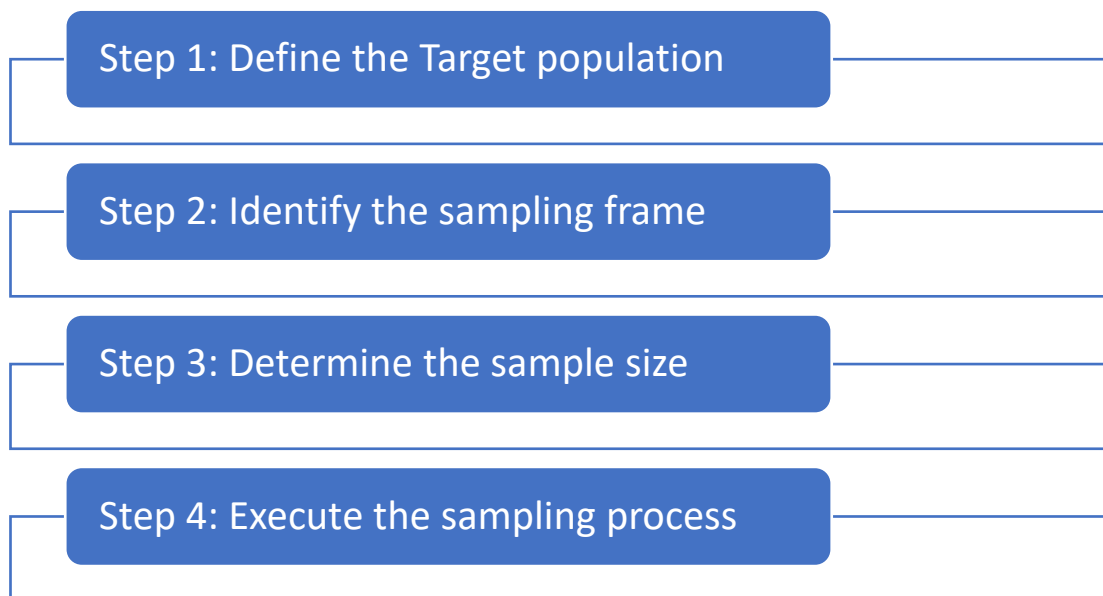 Step 1: Define the Target population
Step 2: Identify the sampling frame
Step 3: Determine the sample size
Step 4: Execute the sampling process